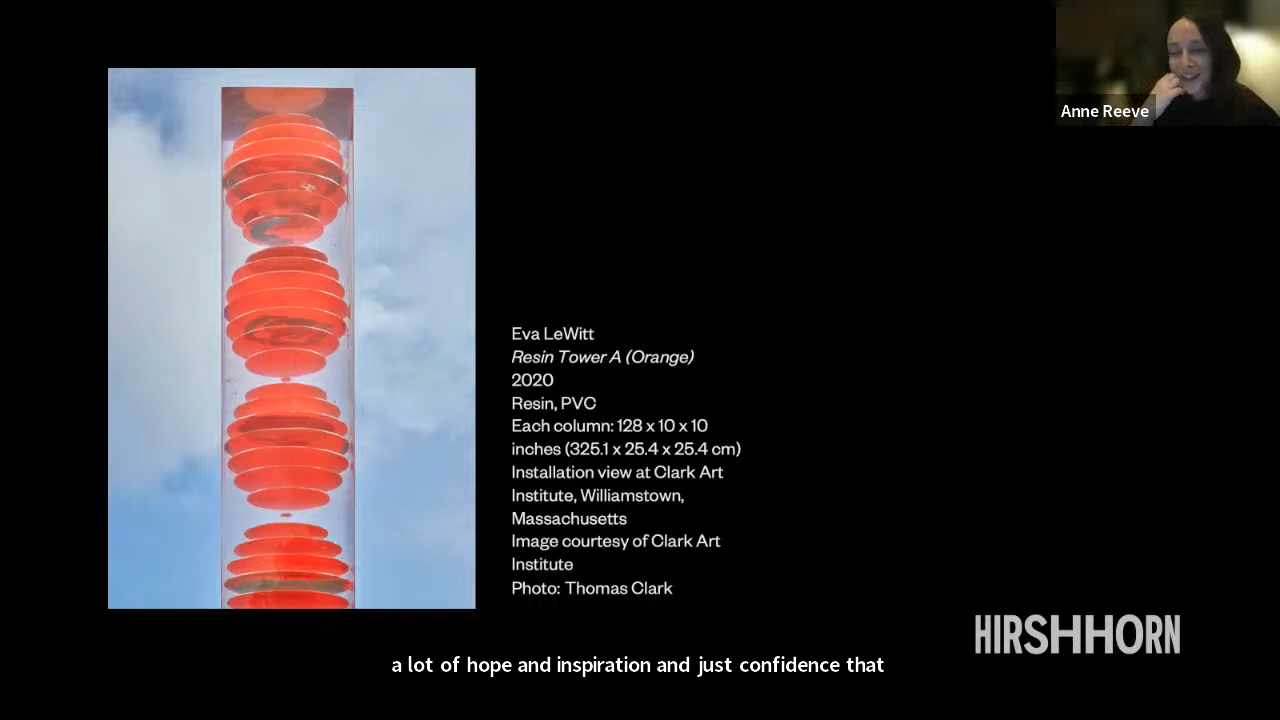 Anne Reeve
Eva LeWitt
Resin Tower A (Orange)
2020
Resin, PVC
Each column: 128 x 10 x 10
inches (325.1 x 25.4 x 25.4 cm)
Installation view at Clark Art
Institute, Williamstown,
Massachusetts
Image courtesy of Clark Art
Institute
Photo: Thomas Clark
HIRSHHORN
a lot of hope and inspiration and just confidence that